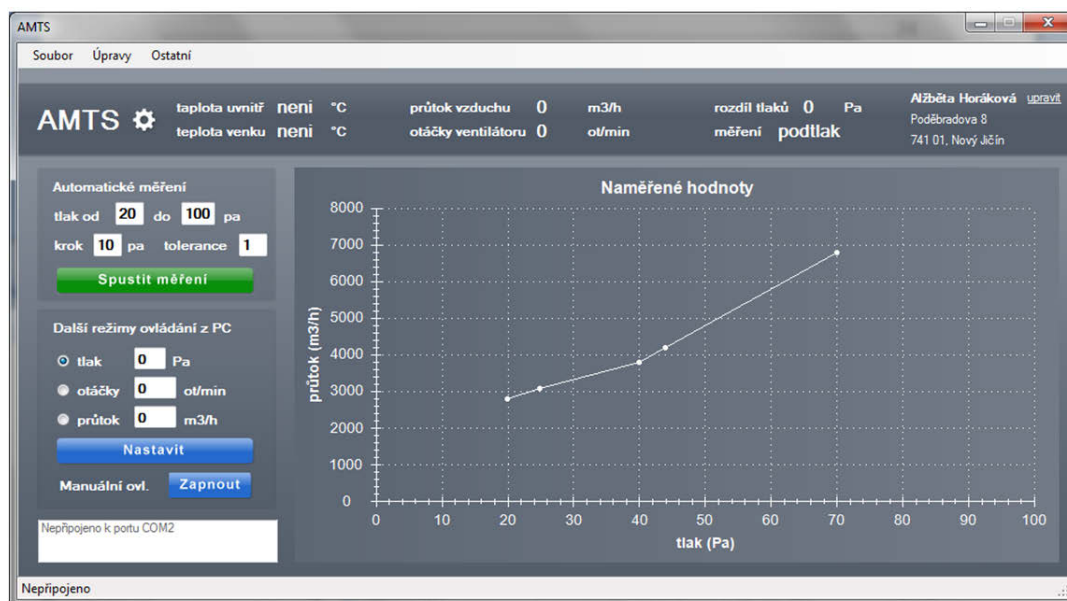 AMTS
Soubor Úpravy Ostatní
AMTS taplota uvnitř neni °C průtok vzduchu 0 m3/h rozdíl tlaků 0 Pa Alžběta Horáková upravit
teplota venku neni °C otáčky ventilátoru 0 ot/min měření podtlak Poděbradova 8
741 01, Nový Jičín
Automatické měření
tlak od 20 do 100 pa
krok 10 pa tolerance 1
Spustit měření
Další režimy ovládání z PC
tlak 0 Pa
otáčky 0 ot/min
průtok 0 m3/h
Nastavit
Manuální ovl. Zapnout
Nepřipojeno k portu COM2
Naměřené hodnoty
průtok (m3/h)
8000
7000
6000
5000
4000
3000
2000
1000
0
0 10 20 30 40 50 60 70 80 90 100
tlak (Pa)
Nepřipojeno